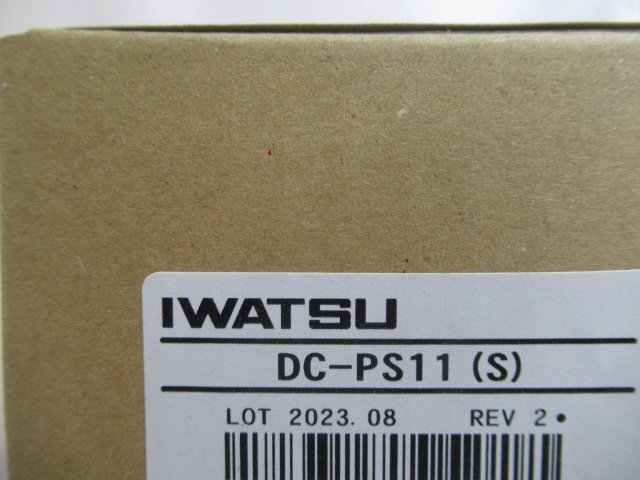 IWATSU
DC-PS11 (S)
LOT 2023. 08 REV 2 •